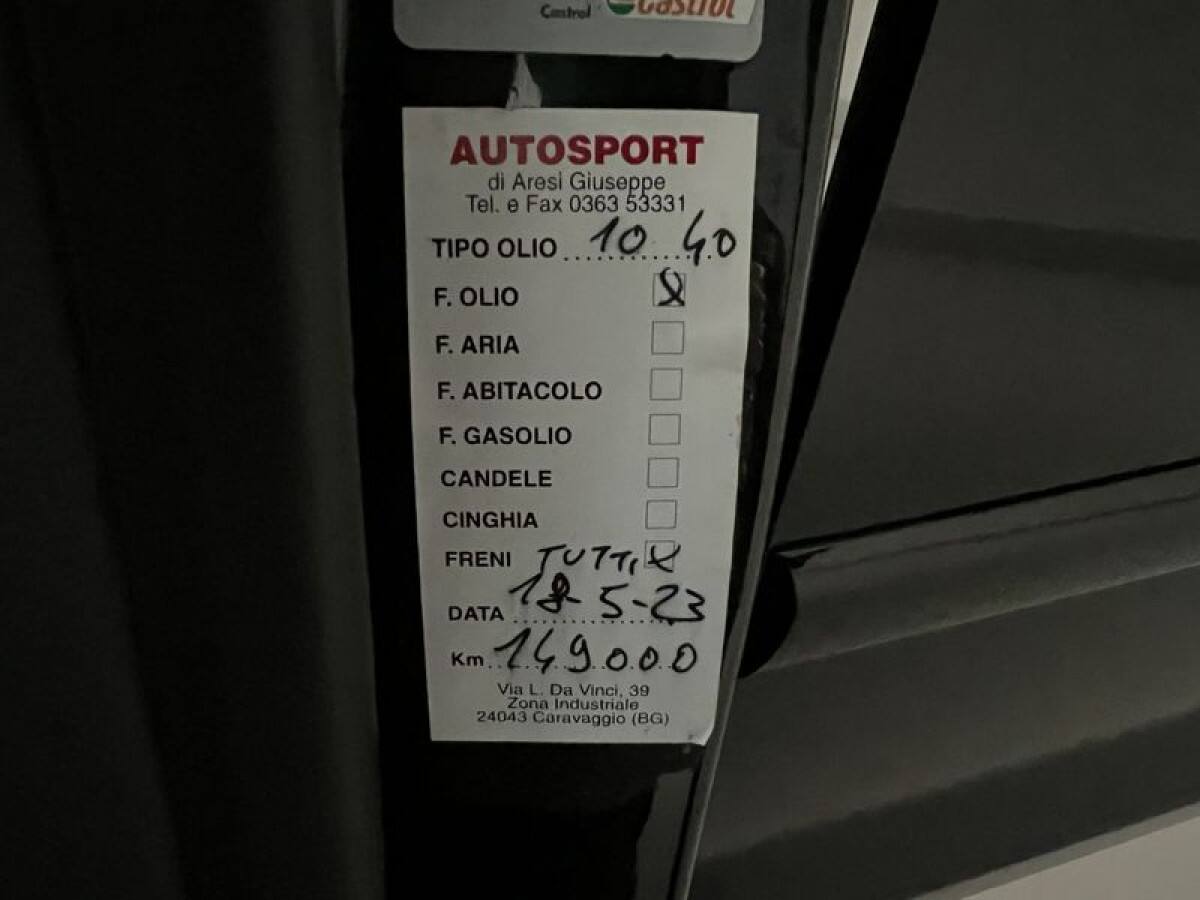 Castrol Castrol
AUTOSPORT
di Aresi Giuseppe
Tel. e Fax 0363 53331
TIPO OLIO 10 40
F. OLIO X
F. ARIA
F. ABITACOLO
F. GASOLIO
CANDELE
CINGHIA
FRENI TUTTI X
DATA 18-5-23
Km 149000
Via L. Da Vinci, 39
Zona Industriale
24043 Caravaggio (BG)